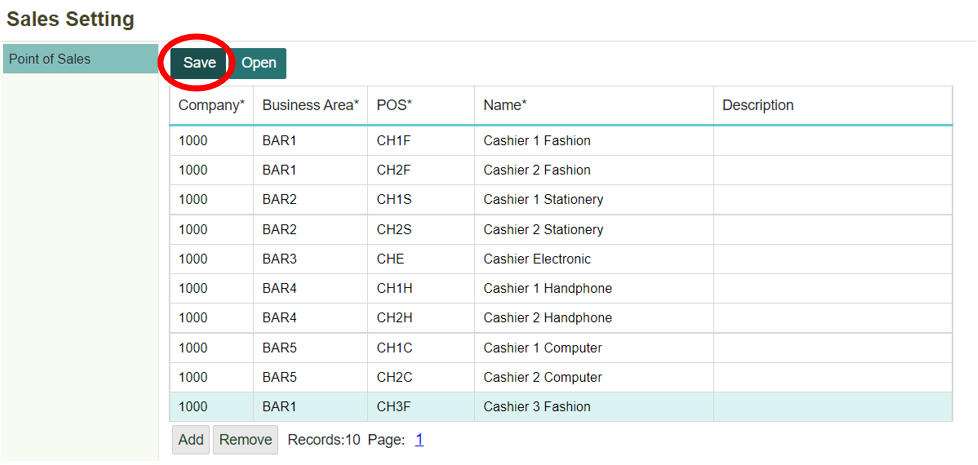 Sales Setting
Point of Sales
Save Open
Company* Business Area* POS* Name* Description
1000 BAR1 CH1F Cashier 1 Fashion
1000 BAR1 CH2F Cashier 2 Fashion
1000 BAR2 CH1S Cashier 1 Stationery
1000 BAR2 CH2S Cashier 2 Stationery
1000 BAR3 CHE Cashier Electronic
1000 BAR4 CH1H Cashier 1 Handphone
1000 BAR4 CH2H Cashier 2 Handphone
1000 BAR5 CH1C Cashier 1 Computer
1000 BAR5 CH2C Cashier 2 Computer
1000 BAR1 CH3F Cashier 3 Fashion
Add Remove Records:10 Page: 1